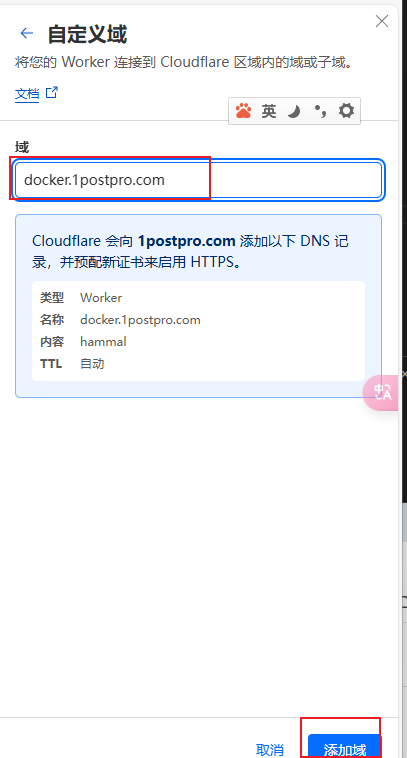 自定义域
将您的 Worker 连接到 Cloudflare 区域内的域或子域。
文档
英
域
docker.1postpro.com
Cloudflare 会向 1postpro.com 添加以下 DNS 记
录，并预配新证书来启用 HTTPS。
类型 Worker
名称 docker.1postpro.com
内容 hammal
TTL 自动
中A
取消
添加域